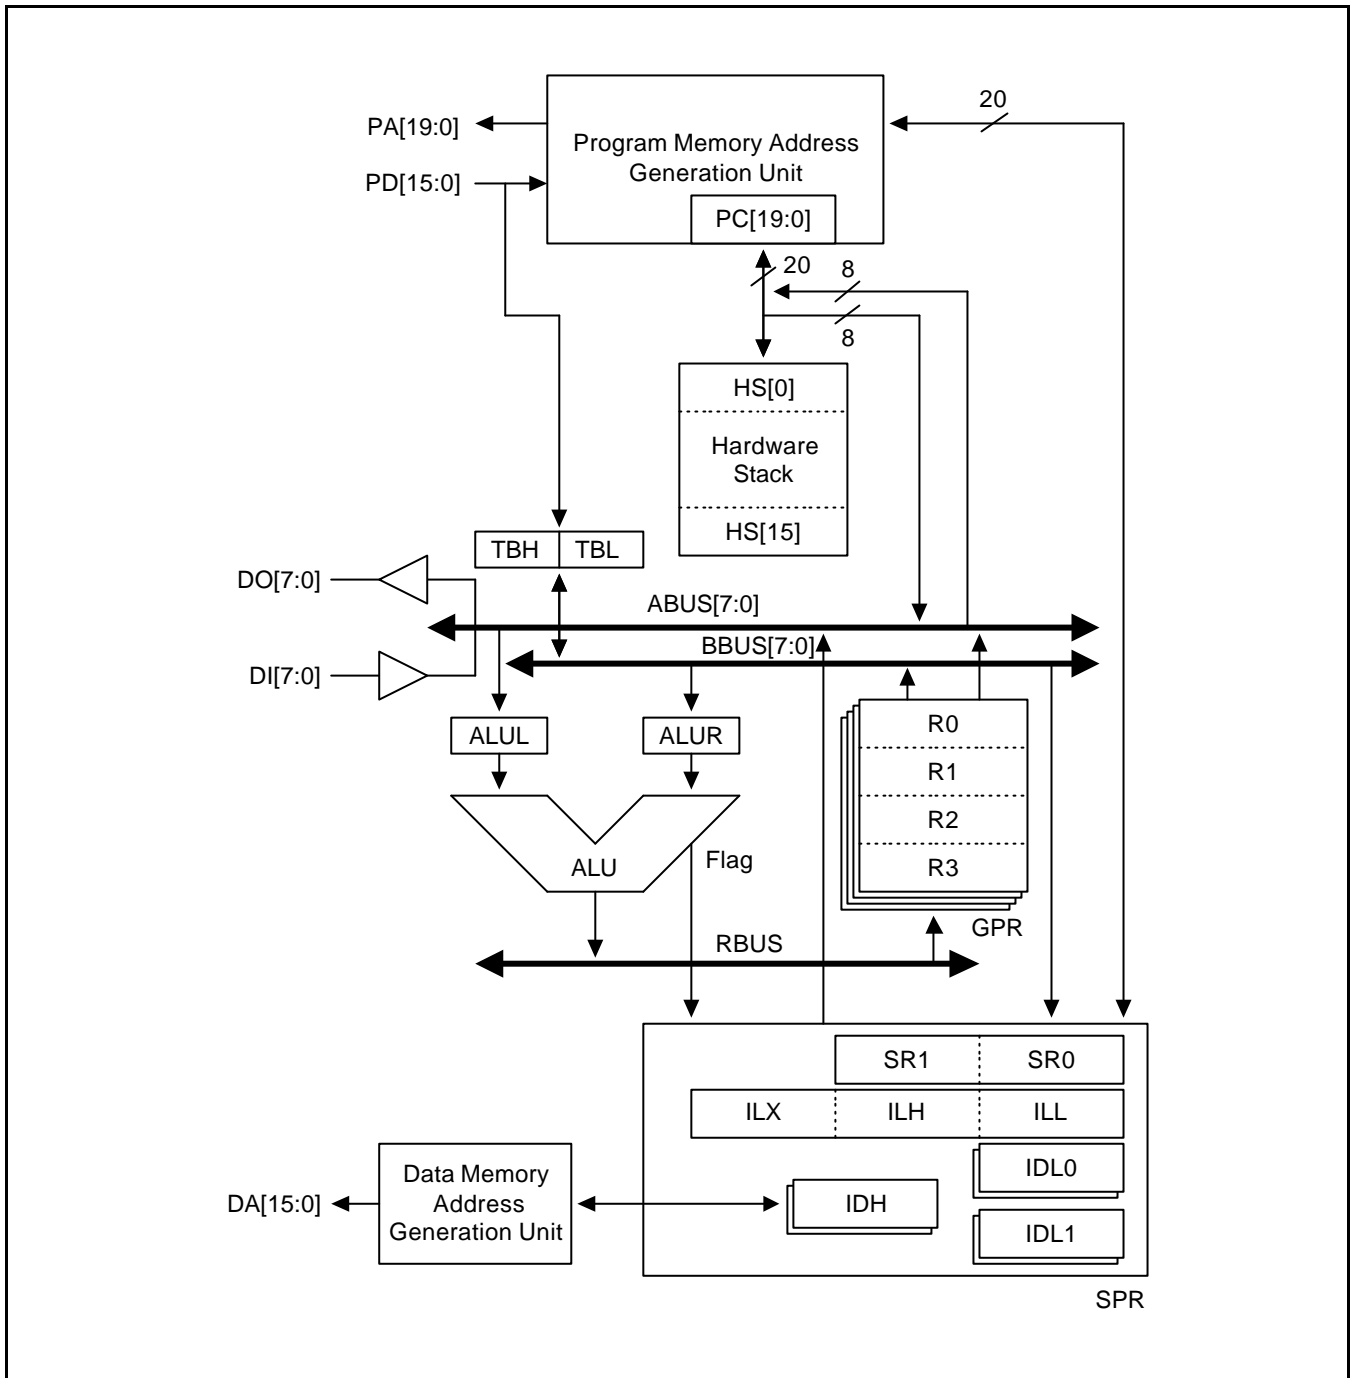 20
PA[19:0]
Program Memory Address
Generation Unit
PD[15:0]
PC[19:0]
20
8
8
HS[0]
Hardware
Stack
HS[15]
TBH
TBL
DO[7:0]
ABUS[7:0]
BBUS[7:0]
DI[7:0]
ALUL
ALUR
R0
R1
R2
R3
ALU
Flag
GPR
RBUS
SR1
SR0
ILX
ILH
ILL
IDL0
Data Memory
Address
Generation Unit
DA[15:0]
IDH
IDL1
SPR